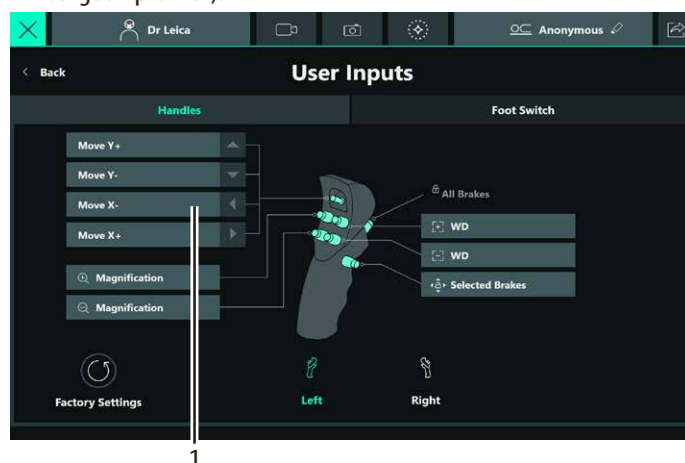 Dr Leica
Anonymous
Back
User Inputs
Handles
Foot Switch
Move Y+
Move Y-
Move X-
Move X+
Magnification
Magnification
All Brakes
WD
WD
Selected Brakes
Factory Settings
Left
Right
1